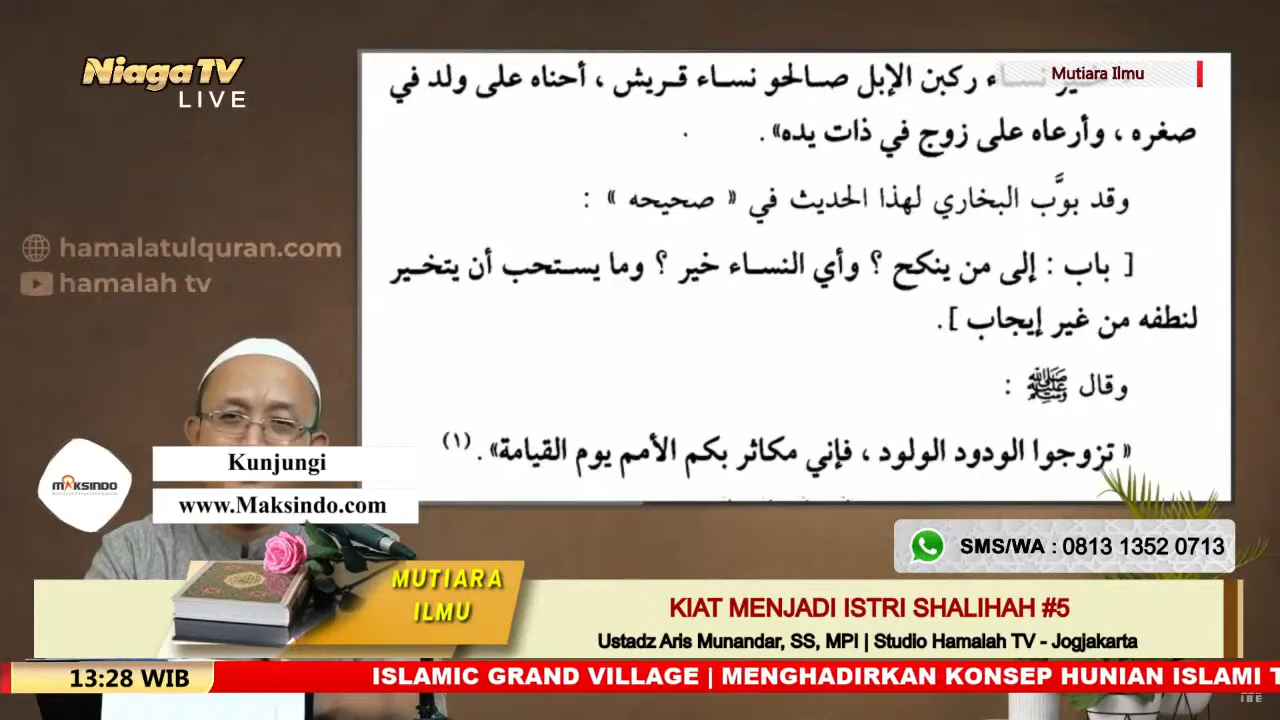 NiagaTV
LIVE
Mutiara Ilmu
ركبن الإبل صالحو نساء قريش ، أحناه على ولد في
صغره ، وأرعاه على زوج في ذات يده» .
وقد بوَّب البخاري لهذا الحديث في « صحيحه » :
[ باب : إلى من ينكح ؟ وأي النساء خير ؟ وما يستحب أن يتخير
لنطفه من غير إيجاب ] .
وقال ﷺ :
« تزوجوا الودود الولود ، فإني مكاثر بكم الأمم يوم القيامة» . (١)
hamalatulquran.com
hamalah tv
MAKSINDO
Kunjungi
www.Maksindo.com
SMS/WA : 0813 1352 0713
MUTIARA
ILMU
KIAT MENJADI ISTRI SHALIHAH #5
Ustadz Aris Munandar, SS, MPI | Studio Hamalah TV - Jogjakarta
13:28 WIB
ISLAMIC GRAND VILLAGE | MENGHADIRKAN KONSEP HUNIAN ISLAMI T